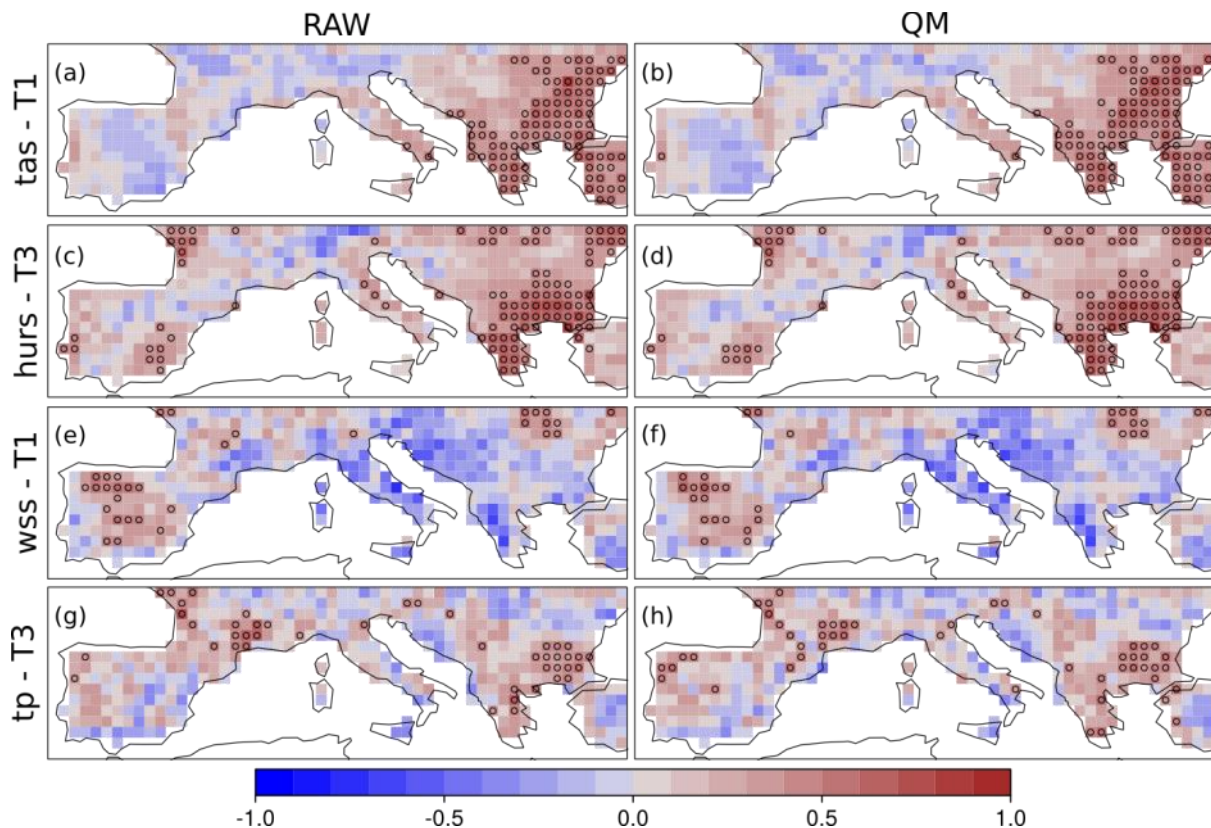 RAW QM
tas - T1 (a) (b)
hurs - T3 (c) (d)
wss - T1 (e) (f)
tp - T3 (g) (h)
-1.0 -0.5 0.0 0.5 1.0